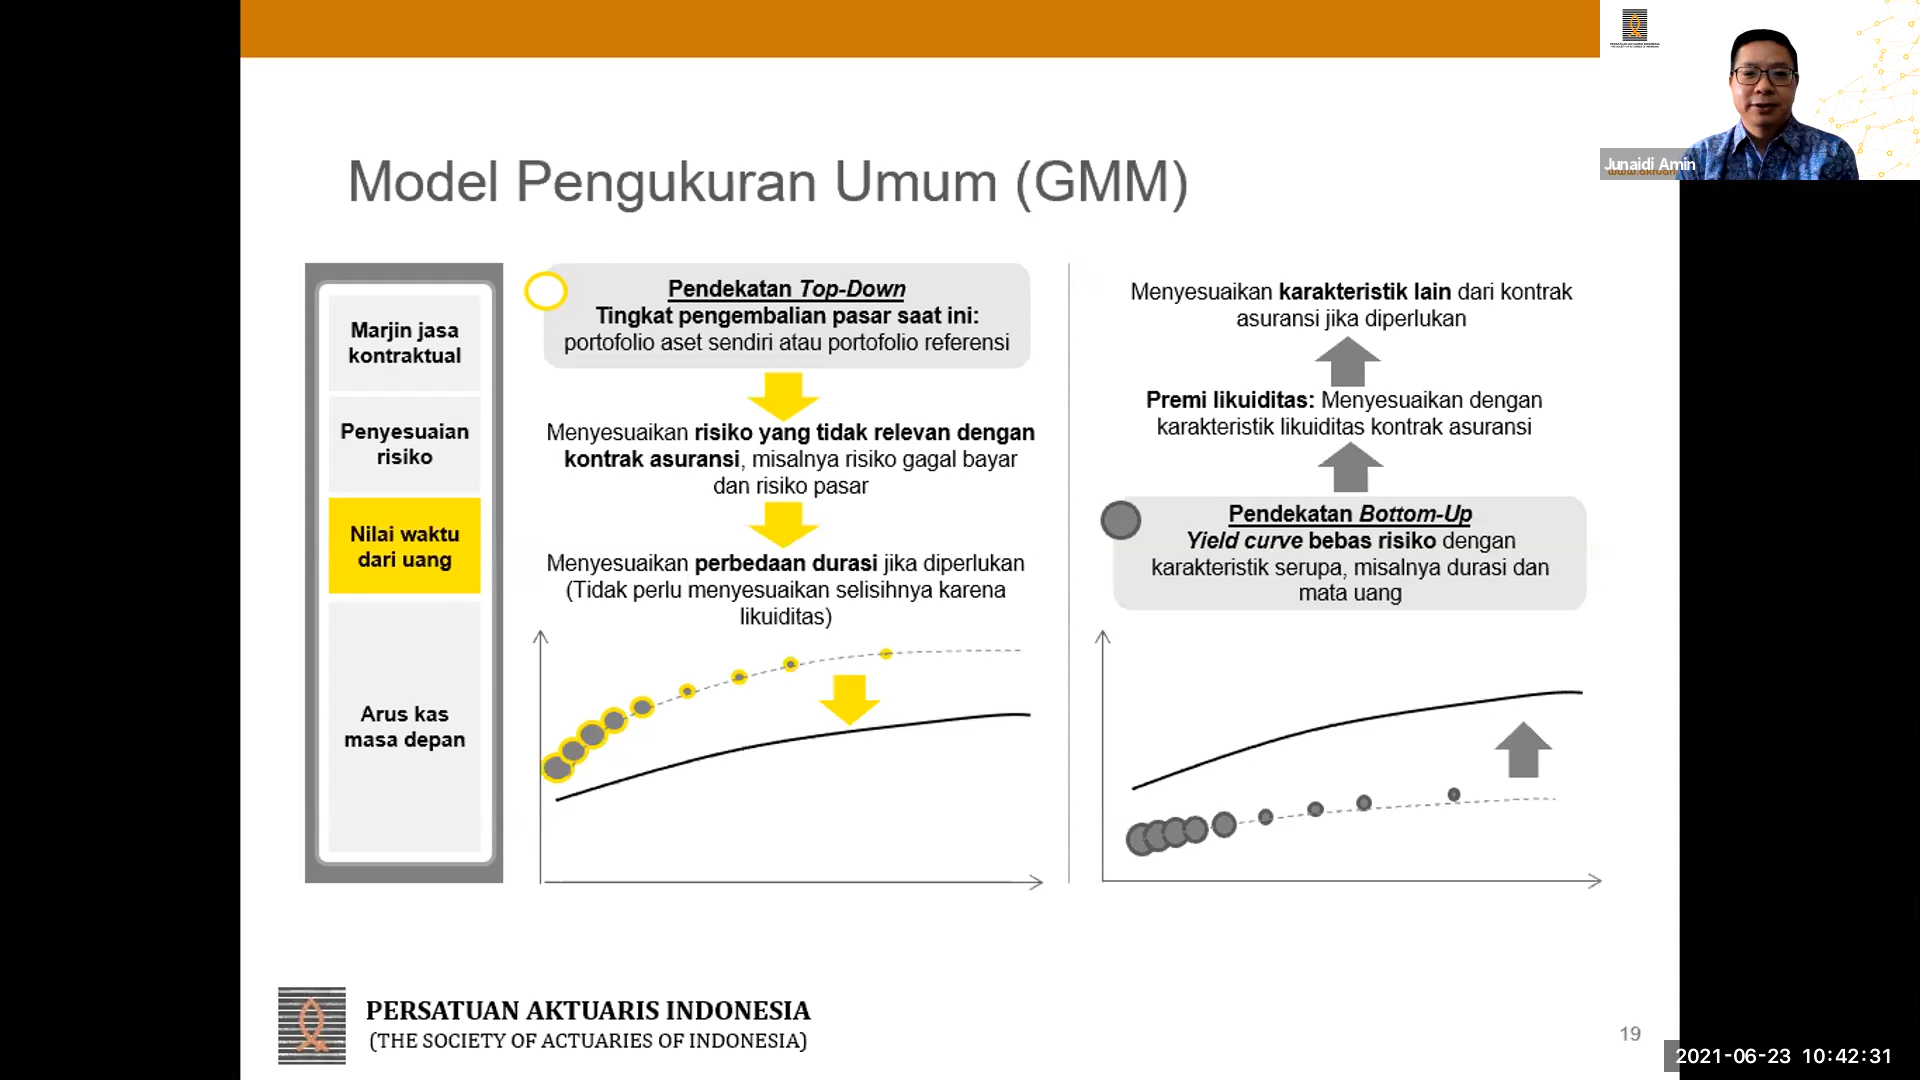 Model Pengukuran Umum (GMM)
Marjin jasa
kontraktual
Penyesuaian
risiko
Nilai waktu
dari uang
Arus kas
masa depan
Pendekatan Top-Down
Tingkat pengembalian pasar saat ini:
portofolio aset sendiri atau portofolio referensi
Menyesuaikan risiko yang tidak relevan dengan
kontrak asuransi, misalnya risiko gagal bayar
dan risiko pasar
Menyesuaikan perbedaan durasi jika diperlukan
(Tidak perlu menyesuaikan selisihnya karena
likuiditas)
Menyesuaikan karakteristik lain dari kontrak
asuransi jika diperlukan
Premi likuiditas: Menyesuaikan dengan
karakteristik likuiditas kontrak asuransi
Pendekatan Bottom-Up
Yield curve bebas risiko dengan
karakteristik serupa, misalnya durasi dan
mata uang
PERSATUAN AKTUARIS INDONESIA
(THE SOCIETY OF ACTUARIES OF INDONESIA)
19
Junaidi Amin
2021-06-23 10:42:31